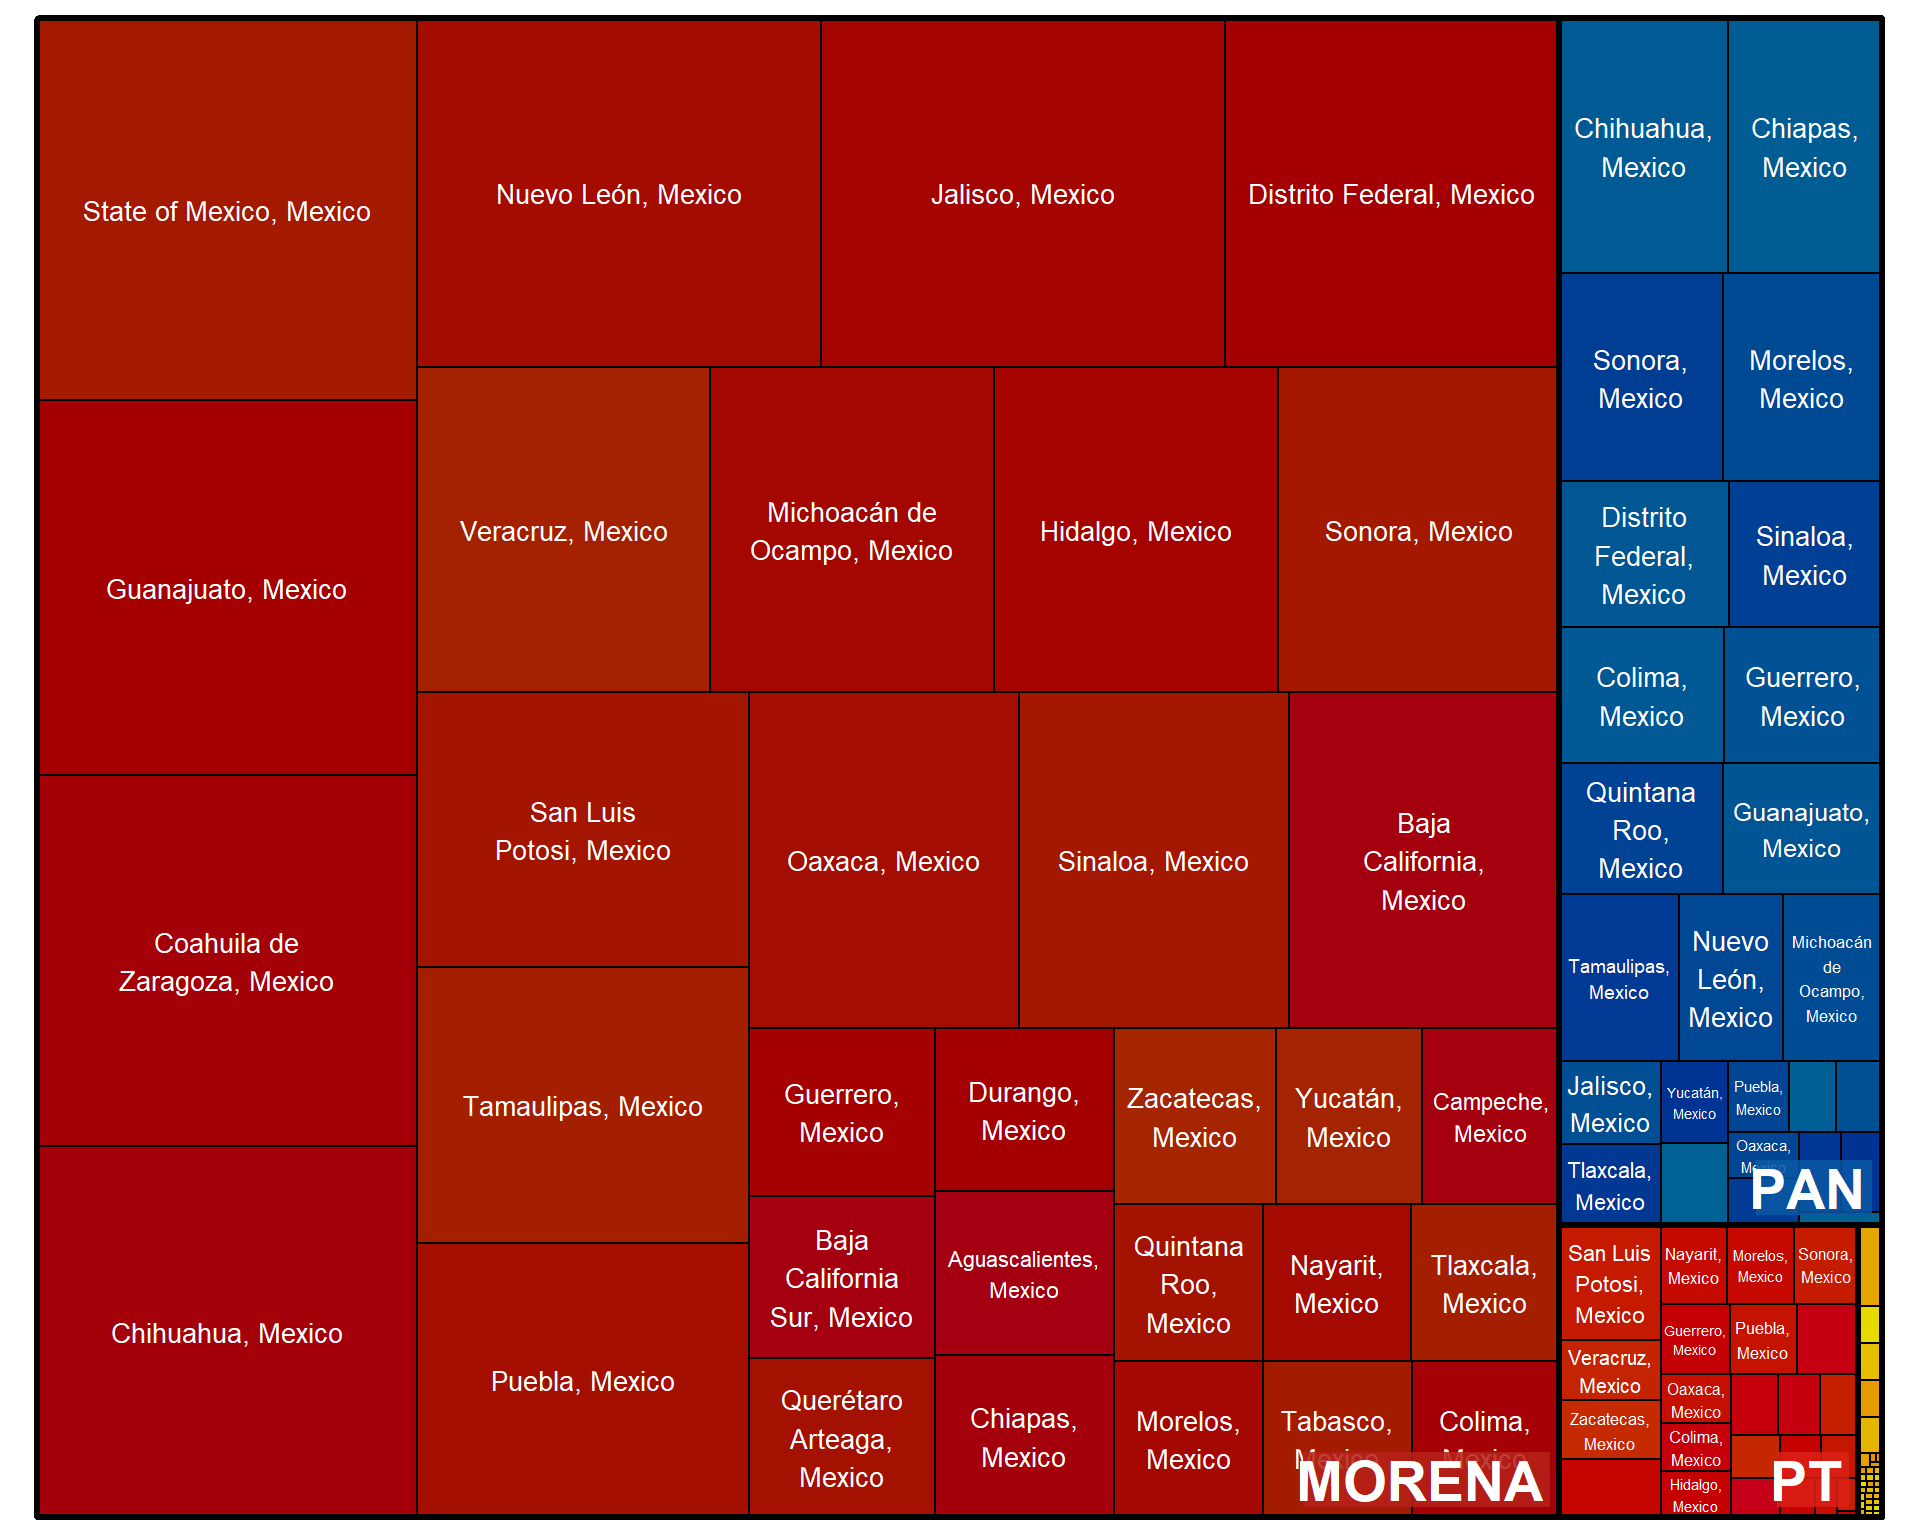 State of Mexico, Mexico
Guanajuato, Mexico
Coahuila de
Zaragoza, Mexico
Chihuahua, Mexico
Nuevo León, Mexico
Jalisco, Mexico
Distrito Federal, Mexico
Veracruz, Mexico
Michoacán de
Ocampo, Mexico
Hidalgo, Mexico
Sonora, Mexico
San Luis
Potosi, Mexico
Tamaulipas, Mexico
Puebla, Mexico
Oaxaca, Mexico
Sinaloa, Mexico
Baja
California,
Mexico
Guerrero,
Mexico
Baja
California
Sur, Mexico
Querétaro
Arteaga,
Mexico
Durango,
Mexico
Aguascalientes,
Mexico
Chiapas,
Mexico
Zacatecas,
Mexico
Yucatán,
Mexico
Campeche,
Mexico
Quintana
Roo,
Mexico
Nayarit,
Mexico
Tlaxcala,
Mexico
Morelos,
Mexico
Tabasco,
Mexico
Colima,
Mexico
MORENA
Chihuahua,
Mexico
Chiapas,
Mexico
Sonora,
Mexico
Morelos,
Mexico
Distrito
Federal,
Mexico
Sinaloa,
Mexico
Colima,
Mexico
Guerrero,
Mexico
Quintana
Roo,
Mexico
Guanajuato,
Mexico
Tamaulipas,
Mexico
Nuevo
León,
Mexico
Michoacán
de
Ocampo,
Mexico
Jalisco,
Mexico
Tlaxcala,
Mexico
Yucatán,
Mexico
Puebla,
Mexico
Oaxaca,
Mexico
PAN
San Luis
Potosi,
Mexico
Veracruz,
Mexico
Zacatecas,
Mexico
Nayarit,
Mexico
Morelos,
Mexico
Sonora,
Mexico
Guerrero,
Mexico
Puebla,
Mexico
Oaxaca,
Mexico
Colima,
Mexico
Hidalgo,
Mexico
PT